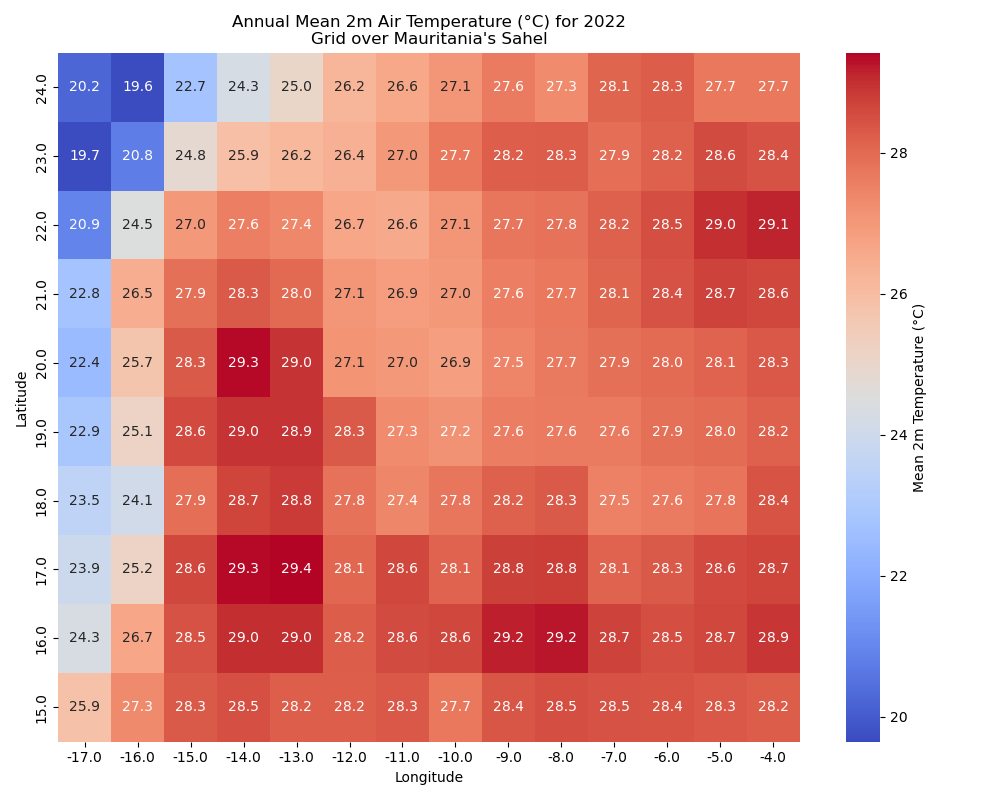 Annual Mean 2m Air Temperature (°C) for 2022
Grid over Mauritania's Sahel
24.0 20.2 19.6 22.7 24.3 25.0 26.2 26.6 27.1 27.6 27.3 28.1 28.3 27.7 27.7
23.0 19.7 20.8 24.8 25.9 26.2 26.4 27.0 27.7 28.2 28.3 27.9 28.2 28.6 28.4
28
22.0 20.9 24.5 27.0 27.6 27.4 26.7 26.6 27.1 27.7 27.8 28.2 28.5 29.0 29.1
21.0 22.8 26.5 27.9 28.3 28.0 27.1 26.9 27.0 27.6 27.7 28.1 28.4 28.7 28.6
26
20.0 22.4 25.7 28.3 29.3 29.0 27.1 27.0 26.9 27.5 27.7 27.9 28.0 28.1 28.3
Latitude
Mean 2m Temperature (°C)
19.0 22.9 25.1 28.6 29.0 28.9 28.3 27.3 27.2 27.6 27.6 27.6 27.9 28.0 28.2
24
18.0 23.5 24.1 27.9 28.7 28.8 27.8 27.4 27.8 28.2 28.3 27.5 27.6 27.8 28.4
17.0 23.9 25.2 28.6 29.3 29.4 28.1 28.6 28.1 28.8 28.8 28.1 28.3 28.6 28.7
22
16.0 24.3 26.7 28.5 29.0 29.0 28.2 28.6 28.6 29.2 29.2 28.7 28.5 28.7 28.9
15.0 25.9 27.3 28.3 28.5 28.2 28.2 28.3 27.7 28.4 28.5 28.5 28.4 28.3 28.2
20
-17.0 -16.0 -15.0 -14.0 -13.0 -12.0 -11.0 -10.0 -9.0 -8.0 -7.0 -6.0 -5.0 -4.0
Longitude